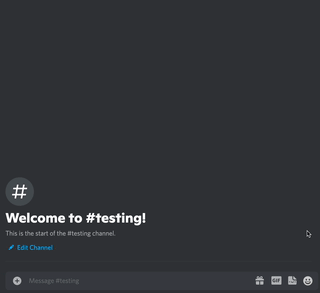 #
Welcome to #testing!
This is the start of the #testing channel.
Edit Channel
Message #testing
GIF